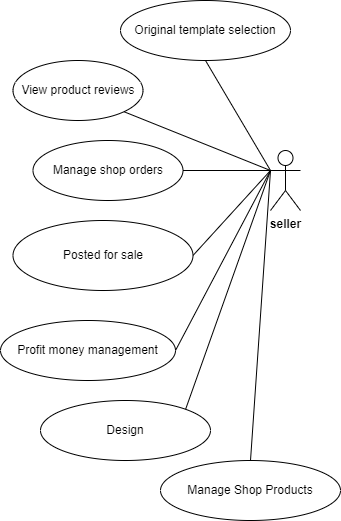 Original template selection
View product reviews
Manage shop orders
seller
Posted for sale
Profit money management
Design
Manage Shop Products